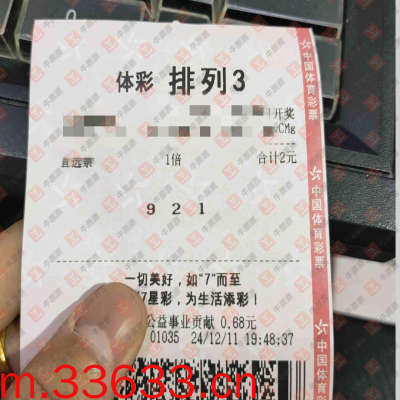 体彩 排列3
开奖
CMg
直选票 1倍 合计2元
9 2 1
一切美好，如“7”而至
7星彩，为生活添彩！
公益事业贡献 0.68元
01035 24/12/11 19:48:37
中国体育彩票
中国体育彩票
中国体育彩票
m.33633.cn